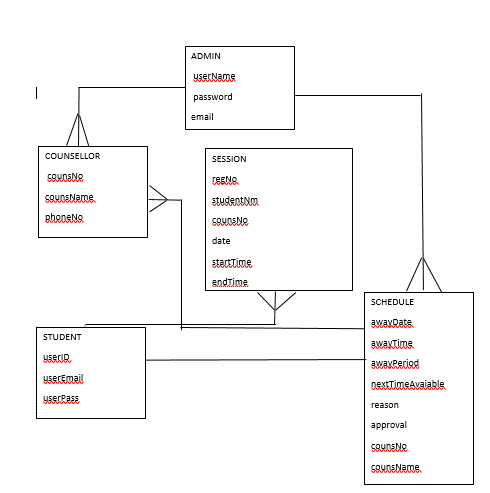 ADMIN
userName
password
email
COUNSELLOR
counsNo
counsName
phoneNo
SESSION
regNo
studentNm
counsNo
date
startTime
endTime
STUDENT
userID
userEmail
userPass
SCHEDULE
awayDate
awayTime
awayPeriod
nextTimeAvaiable
reason
approval
counsNo
counsName